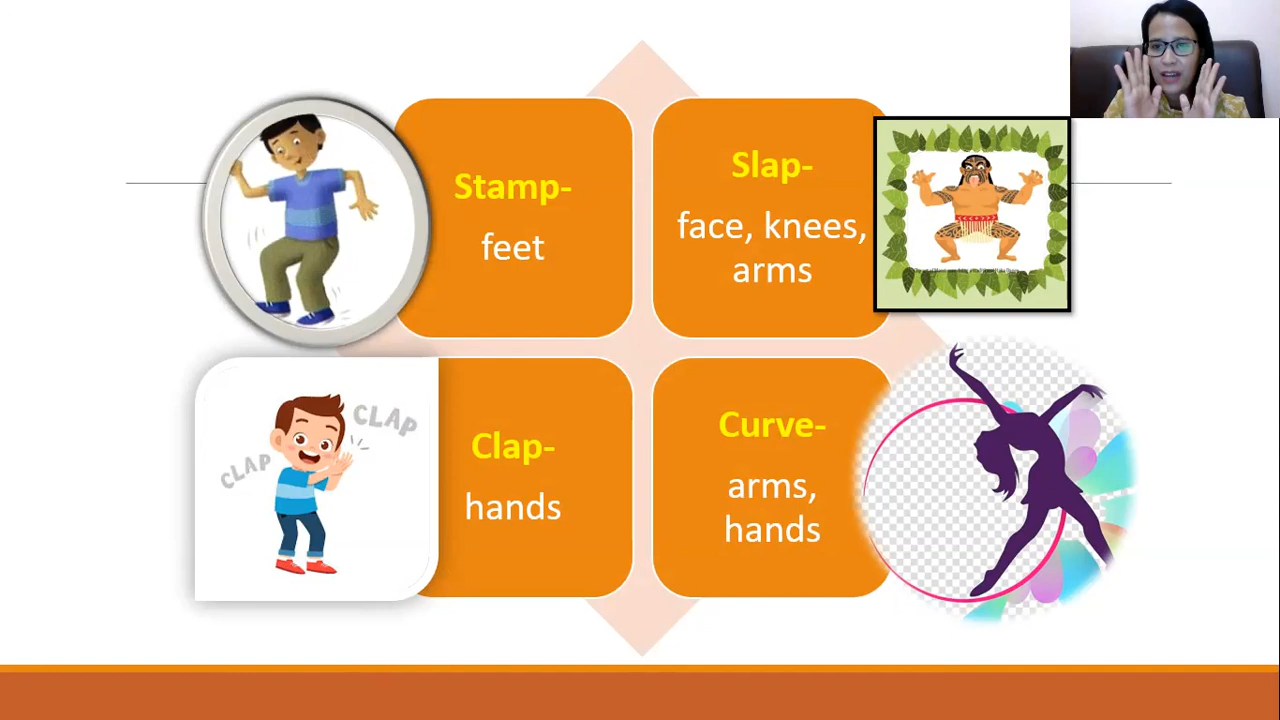 Stamp-
feet
Slap-
face, knees,
arms
CLAP
CLAP
Clap-
hands
Curve-
arms,
hands